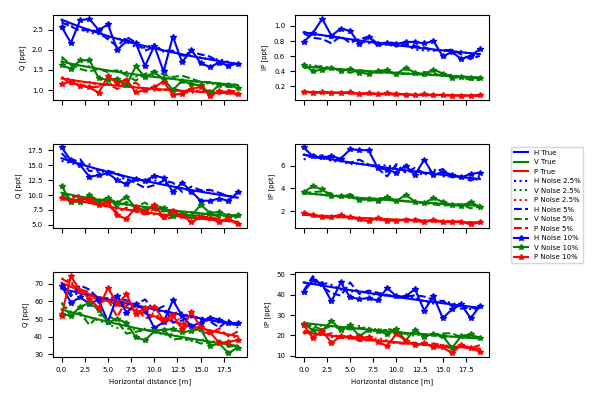 Q [ppt]
2.5
2.0
1.5
1.0
IP [ppt]
1.0
0.8
0.6
0.4
0.2
Q [ppt]
17.5
15.0
12.5
10.0
7.5
5.0
IP [ppt]
6
4
2
H True
V True
P True
H Noise 2.5%
V Noise 2.5%
P Noise 2.5%
H Noise 5%
V Noise 5%
P Noise 5%
H Noise 10%
V Noise 10%
P Noise 10%
Q [ppt]
70
60
50
40
30
0.0 2.5 5.0 7.5 10.0 12.5 15.0 17.5
Horizontal distance [m]
IP [ppt]
50
40
30
20
10
0.0 2.5 5.0 7.5 10.0 12.5 15.0 17.5
Horizontal distance [m]